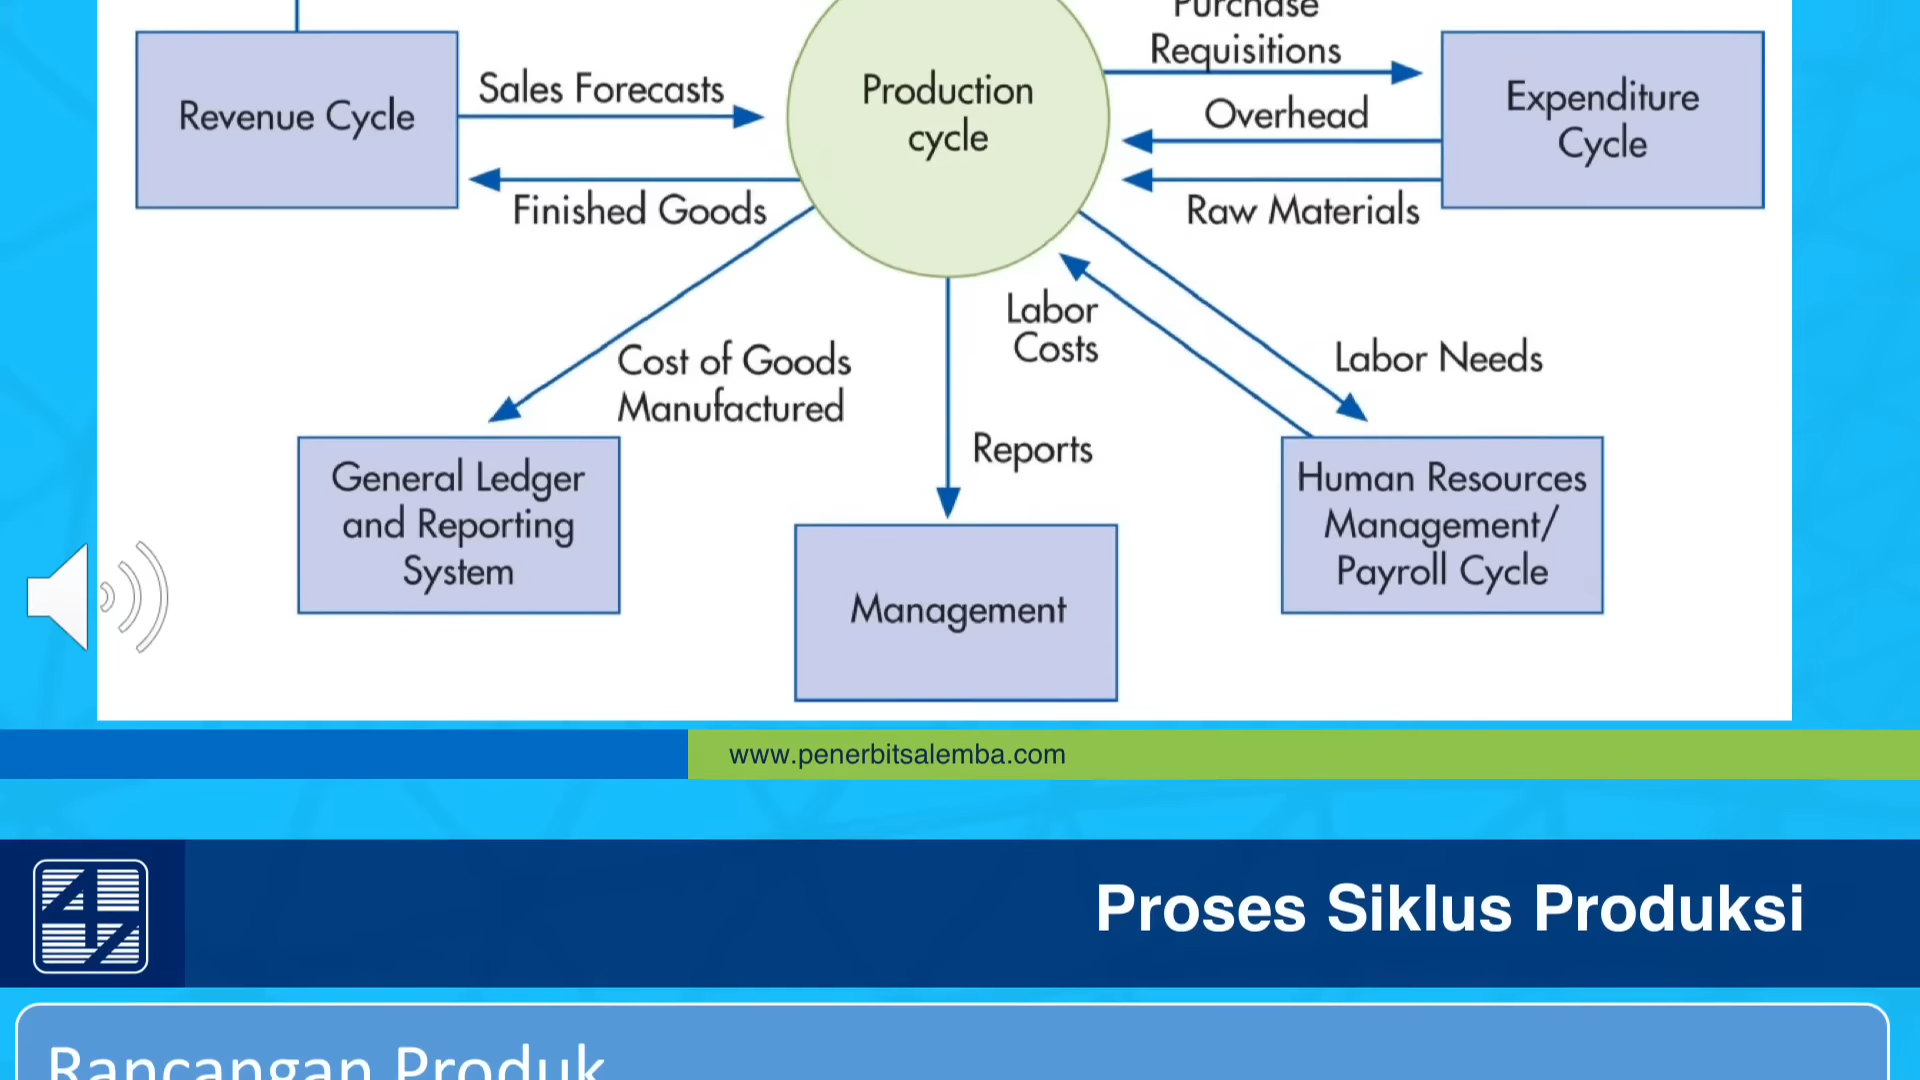 Purchase
Requisitions
Revenue Cycle
Sales Forecasts
Production
cycle
Overhead
Expenditure
Cycle
Finished Goods
Raw Materials
Labor
Costs
Cost of Goods
Manufactured
Labor Needs
Reports
General Ledger
and Reporting
System
Management
Human Resources
Management/
Payroll Cycle
www.penerbitsalemba.com
Proses Siklus Produksi
Rancangan Produk